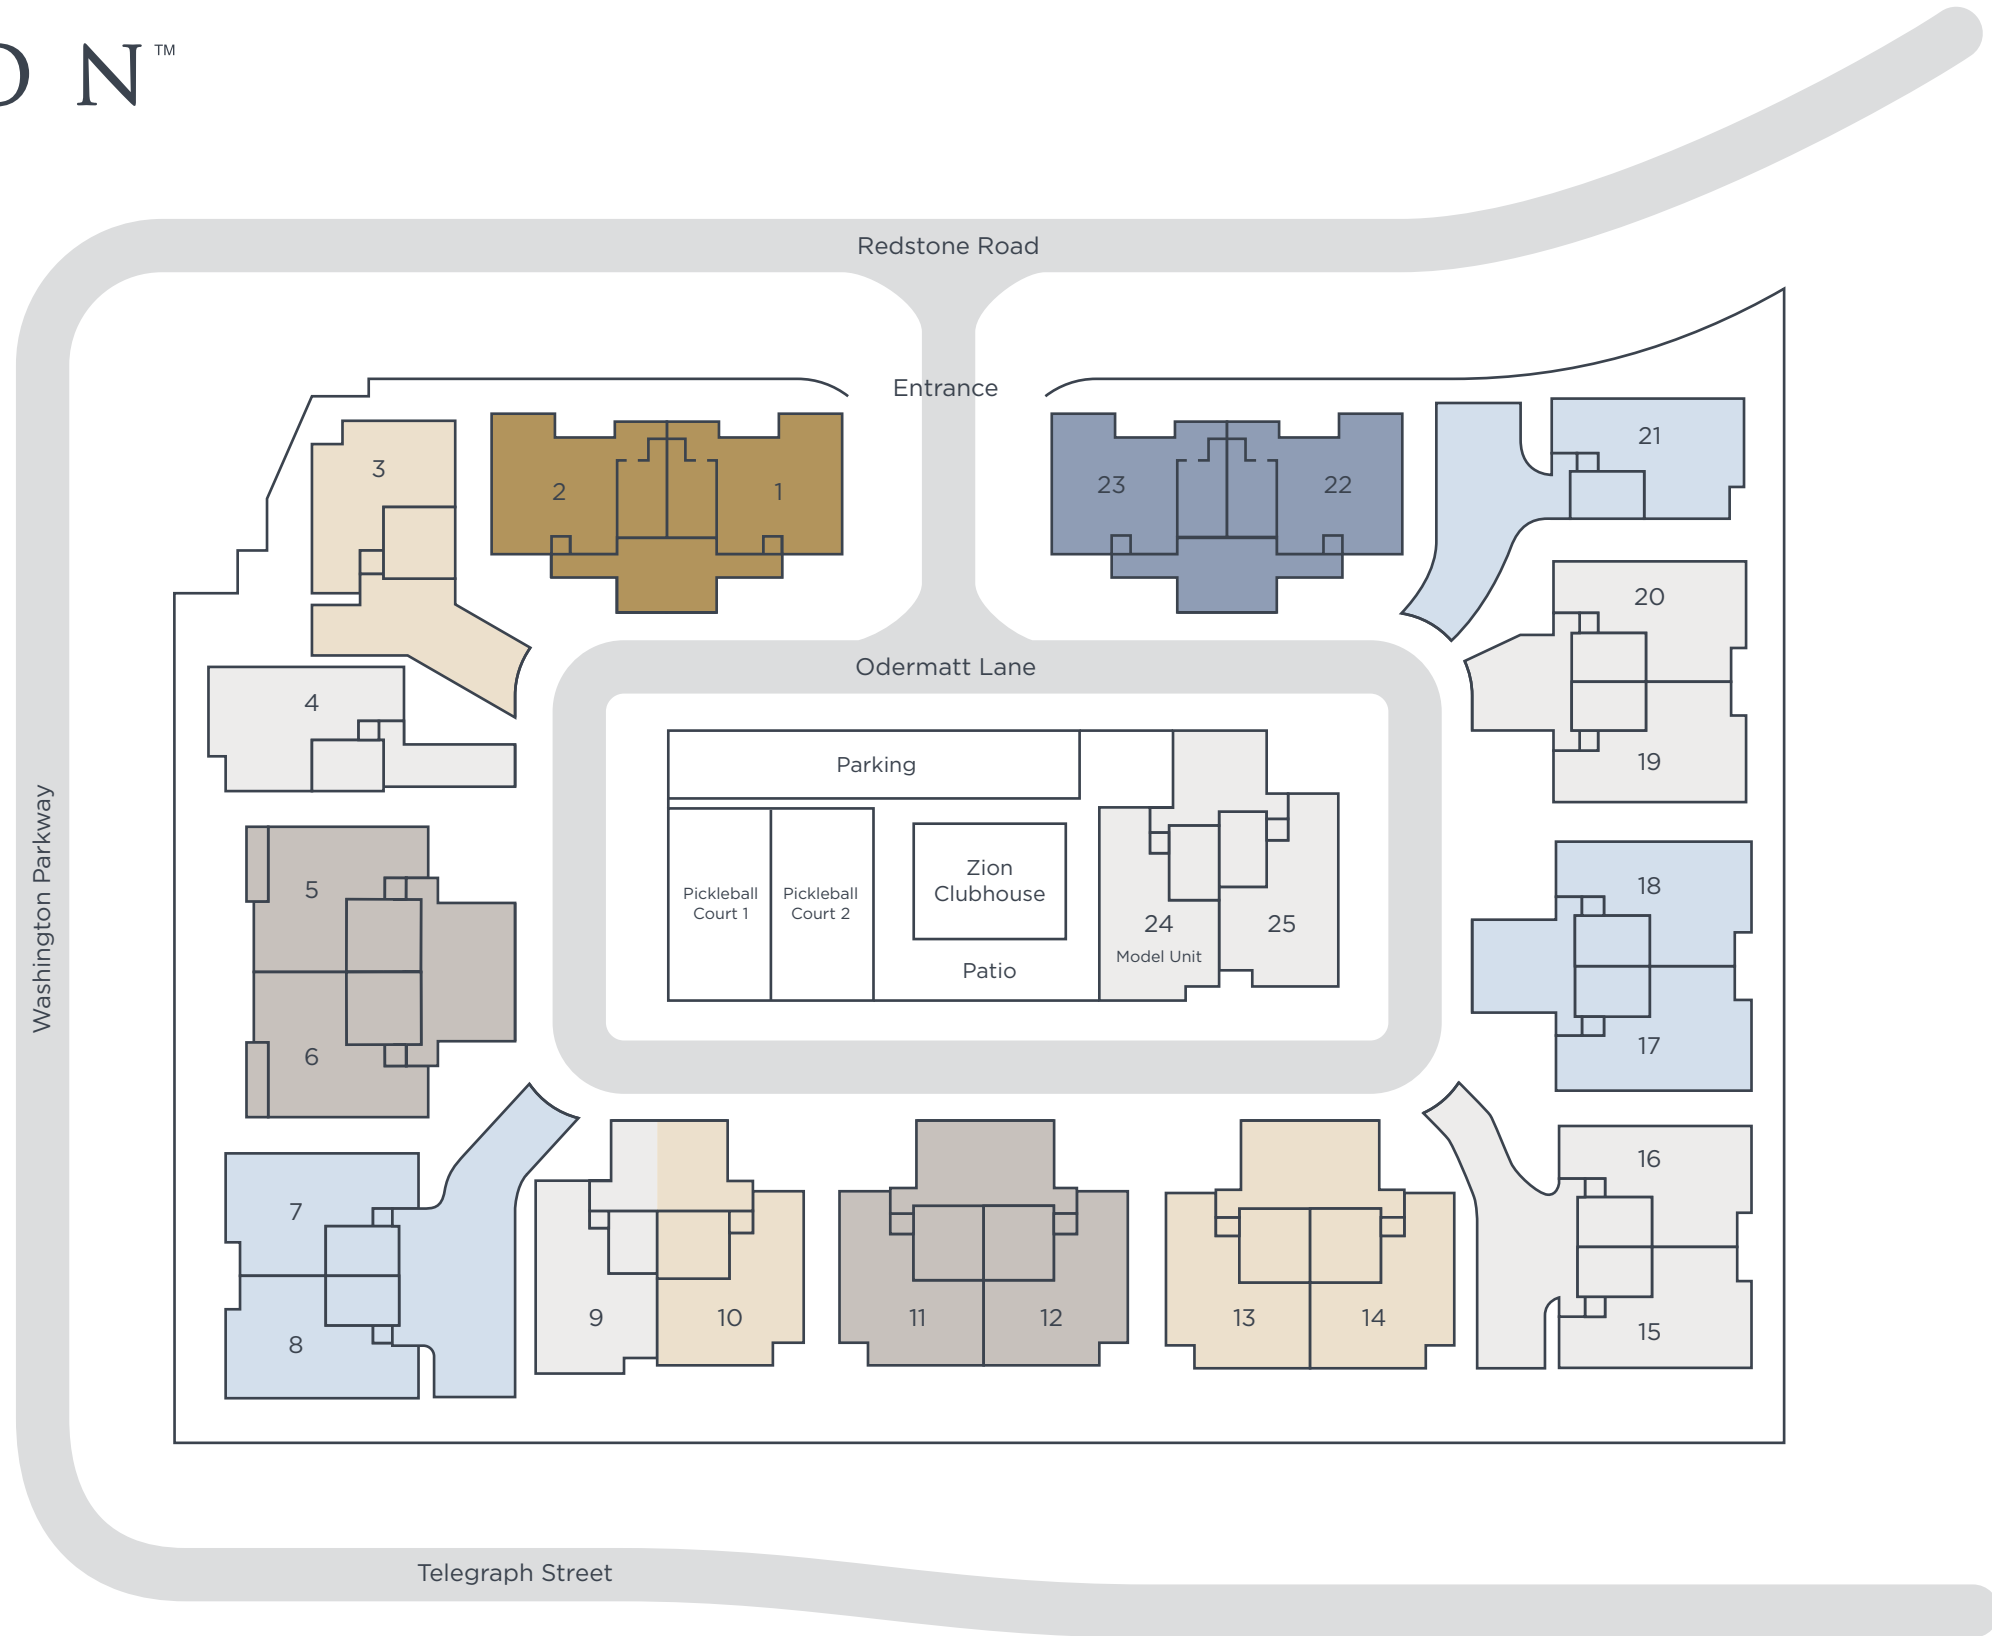 ON™
Redstone Road
Entrance
21
3
2
1
23
22
20
Odermatt Lane
4
Parking
19
Washington Parkway
Zion
Clubhouse
Pickleball
Court 1
Pickleball
Court 2
5
18
24
Model Unit
25
Patio
6
17
16
7
9
10
11
12
13
14
15
8
Telegraph Street